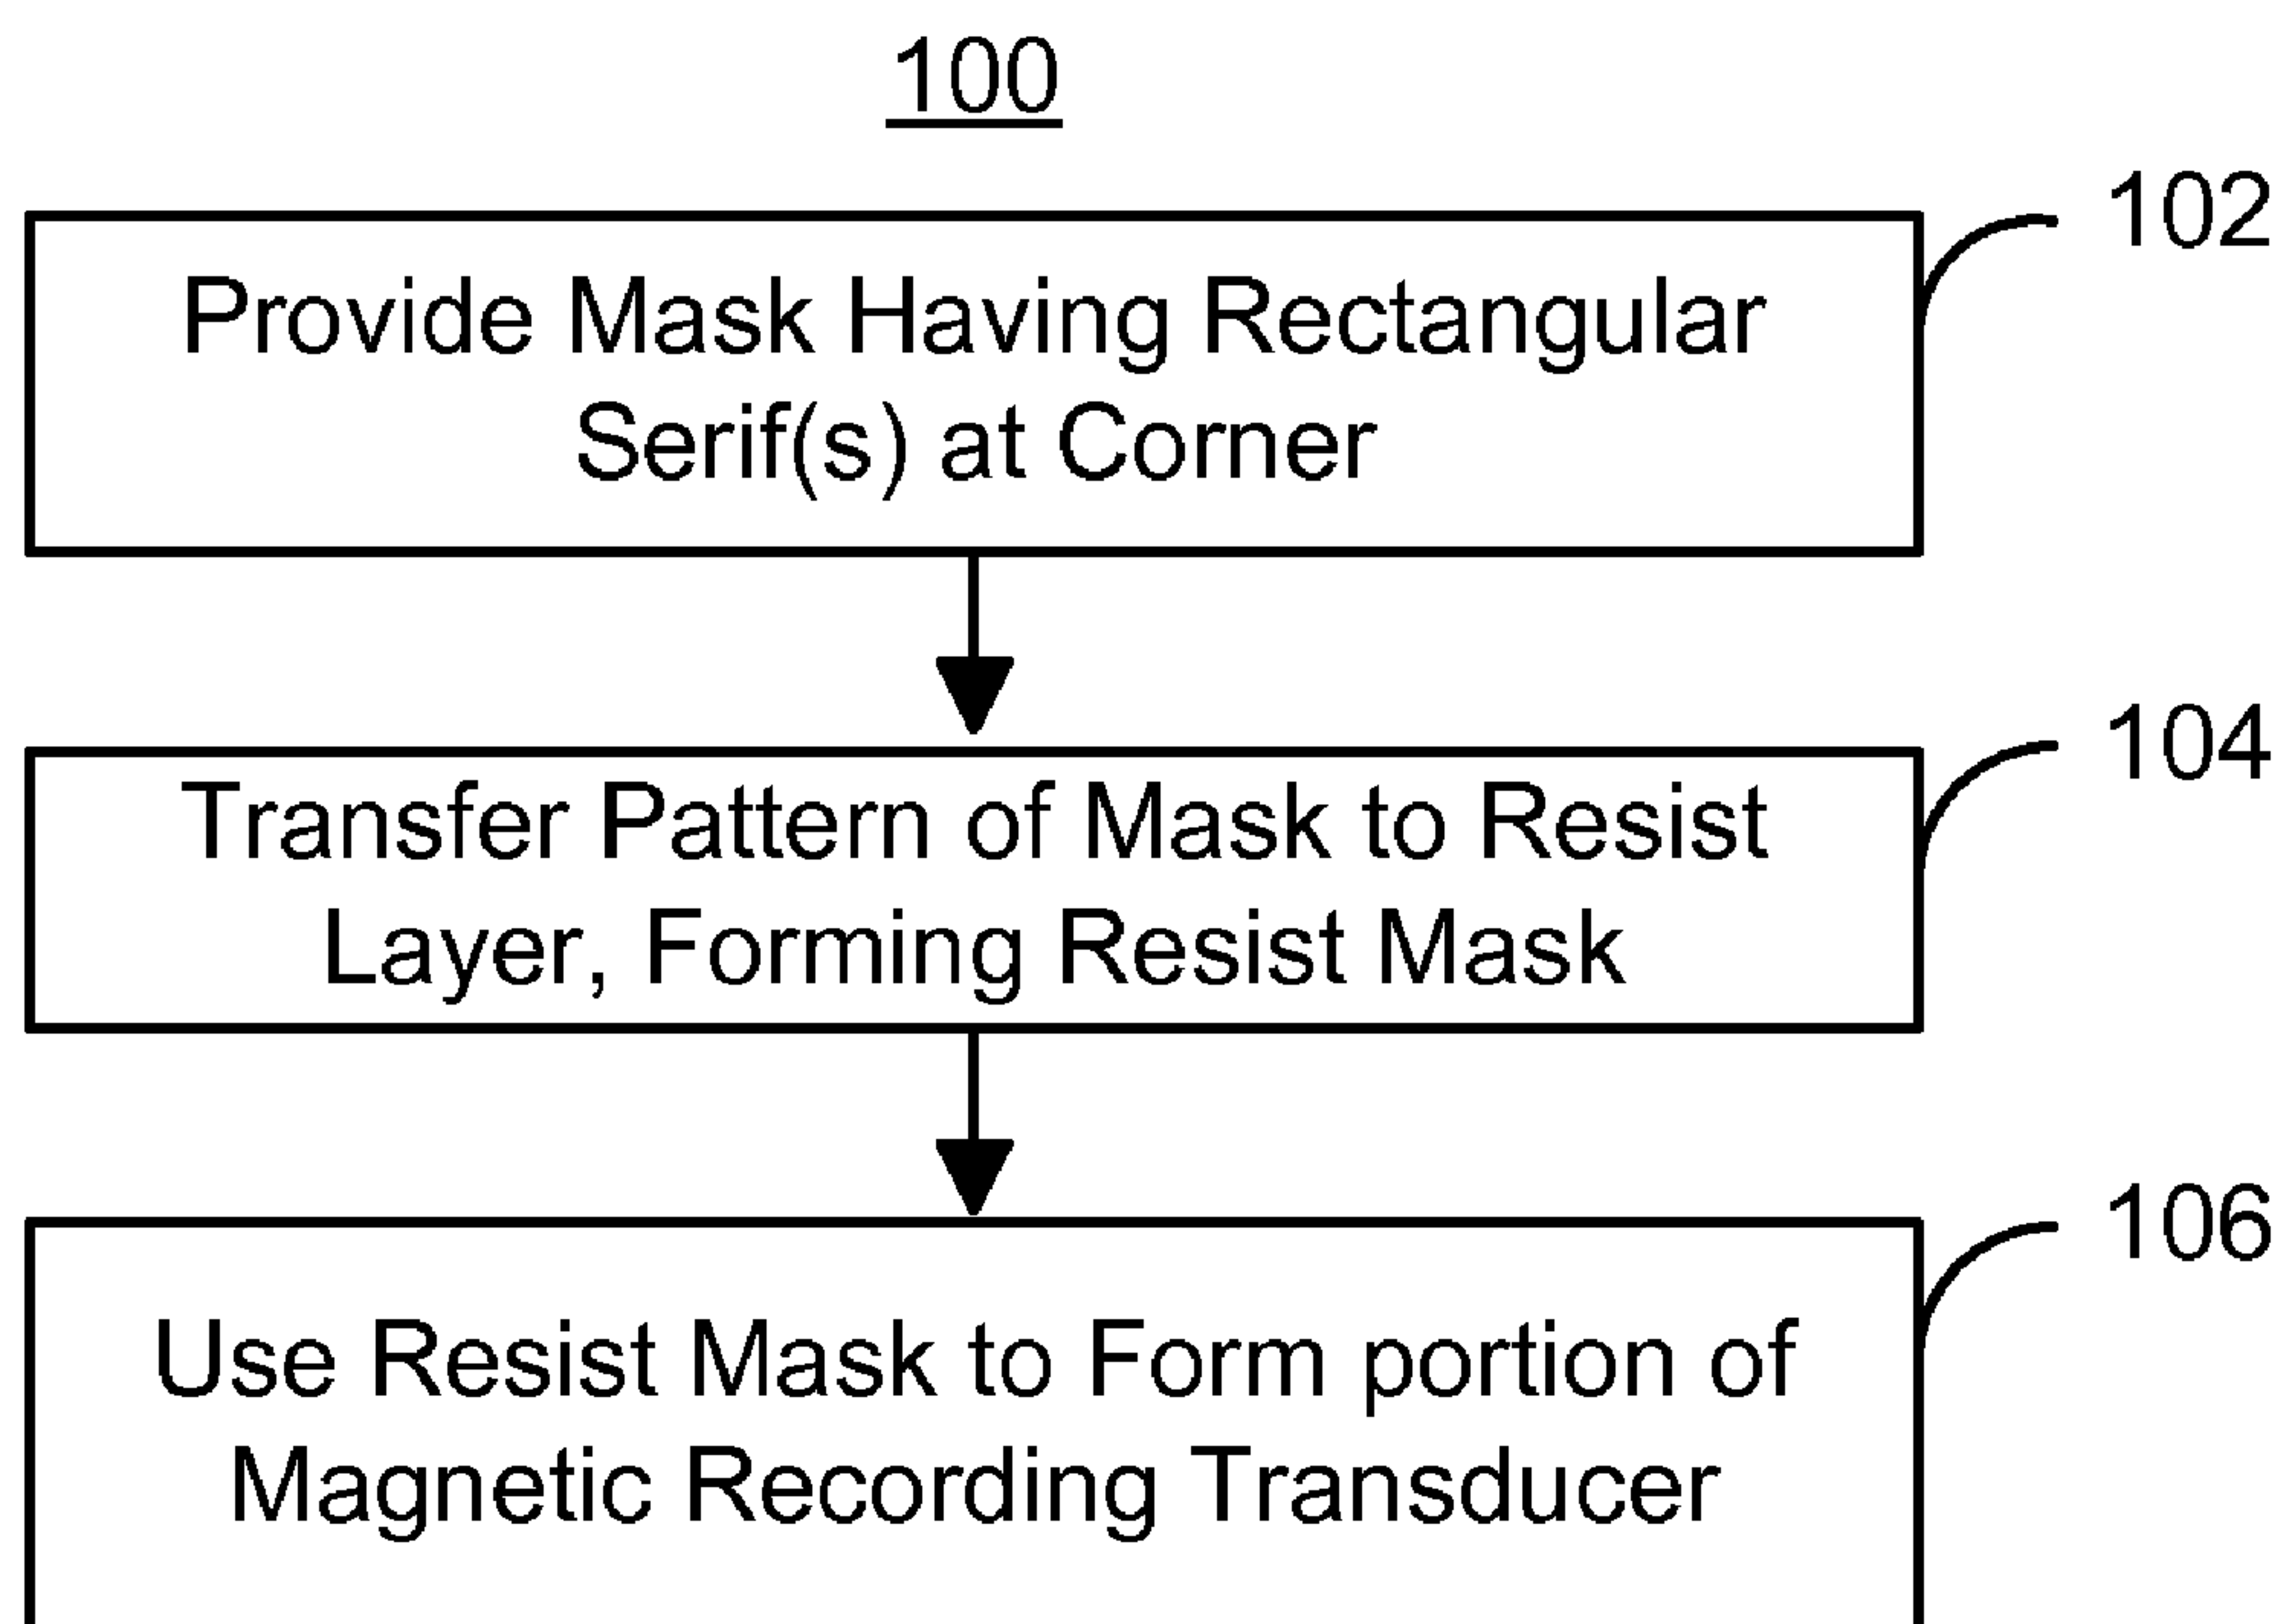 100
102
Provide Mask Having Rectangular
Serif(s) at Corner
104
Transfer Pattern of Mask to Resist
Layer, Forming Resist Mask
106
Use Resist Mask to Form portion of
Magnetic Recording Transducer